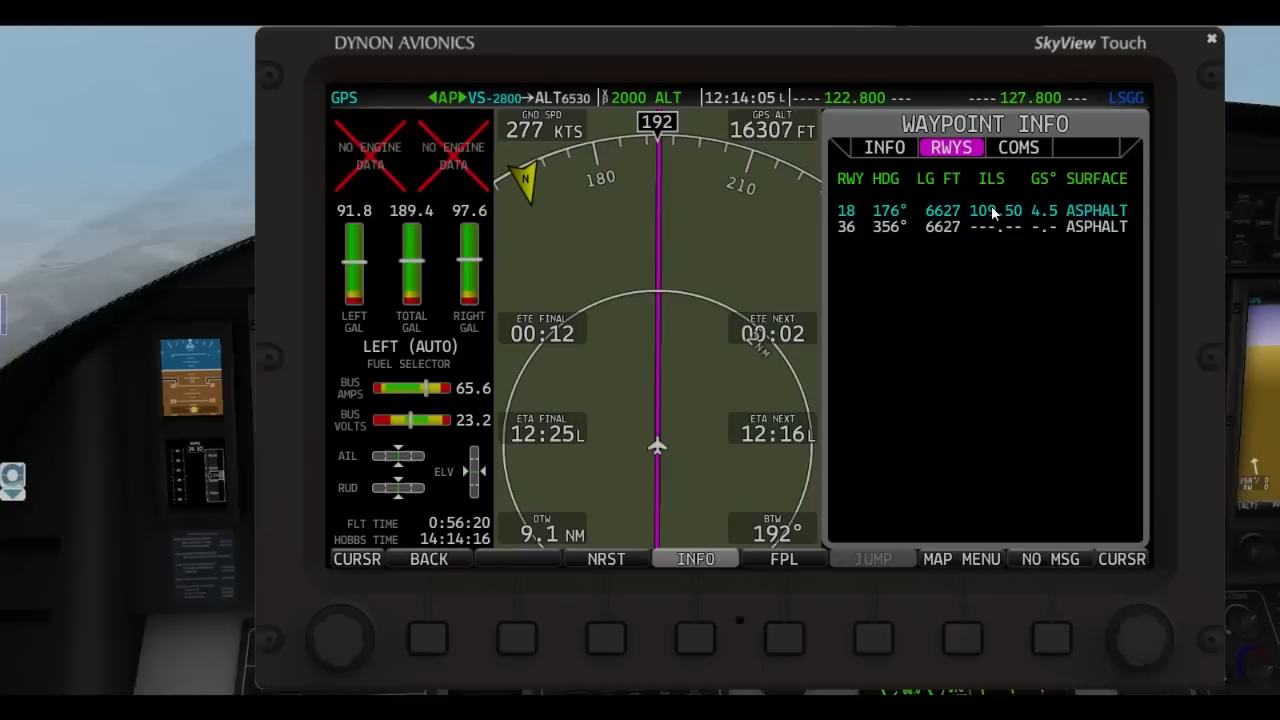 DYNON AVIONICS
SkyView Touch
GPS AP VS-2800→ALT6530 2000 ALT 12:14:05L ---- 122.800 --- ---- 127.800 --- LSGG
GND SPD
277 KTS
192
GPS ALT
16307 FT
WAYPOINT INFO
INFO RWYS COMS
NO ENGINE DATA
NO ENGINE DATA
N
180
210
RWY HDG LG FT ILS GS° SURFACE
18 176° 6627 109.50 4.5 ASPHALT
36 356° 6627 ---.-- -.- ASPHALT
91.8 189.4 97.6
LEFT GAL
TOTAL GAL
RIGHT GAL
LEFT (AUTO)
FUEL SELECTOR
BUS AMPS 65.6
BUS VOLTS 23.2
AIL
ELV
RUD
FLT TIME 0:56:20
HOBBS TIME 14:14:16
ETE FINAL
00:12
ETE NEXT
00:02
ETA FINAL
12:25L
ETA NEXT
12:16L
DTW
9.1 NM
BTW
192°
CURSR BACK NRST INFO FPL JUMP MAP MENU NO MSG CURSR